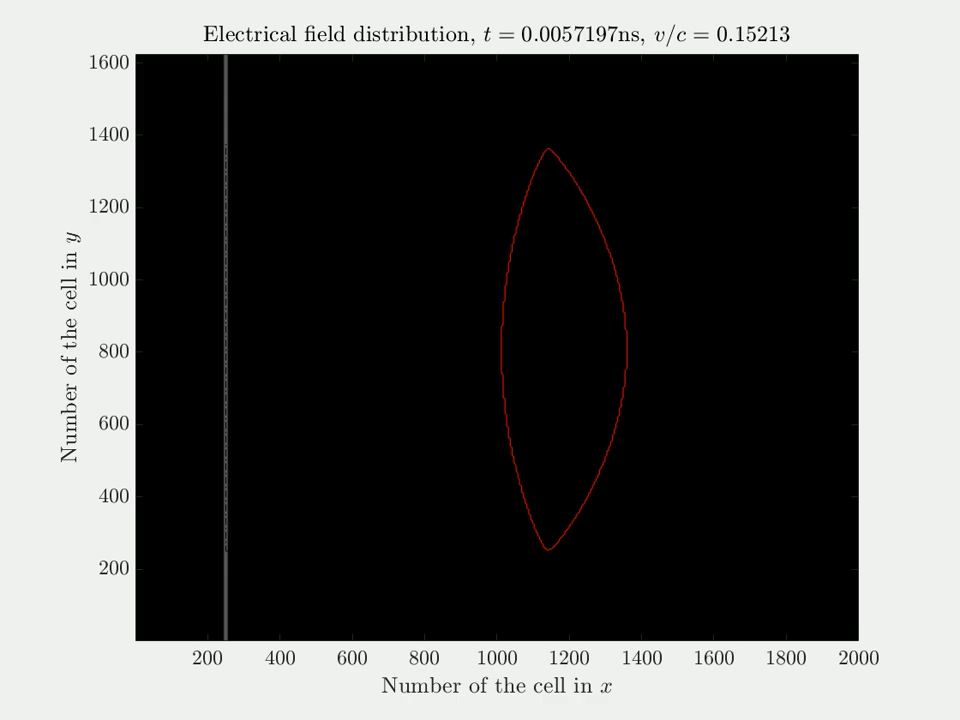 Electrical field distribution, t = 0.0057197ns, v/c = 0.15213
1600
1400
1200
1000
800
600
400
200
Number of the cell in y
200 400 600 800 1000 1200 1400 1600 1800 2000
Number of the cell in x